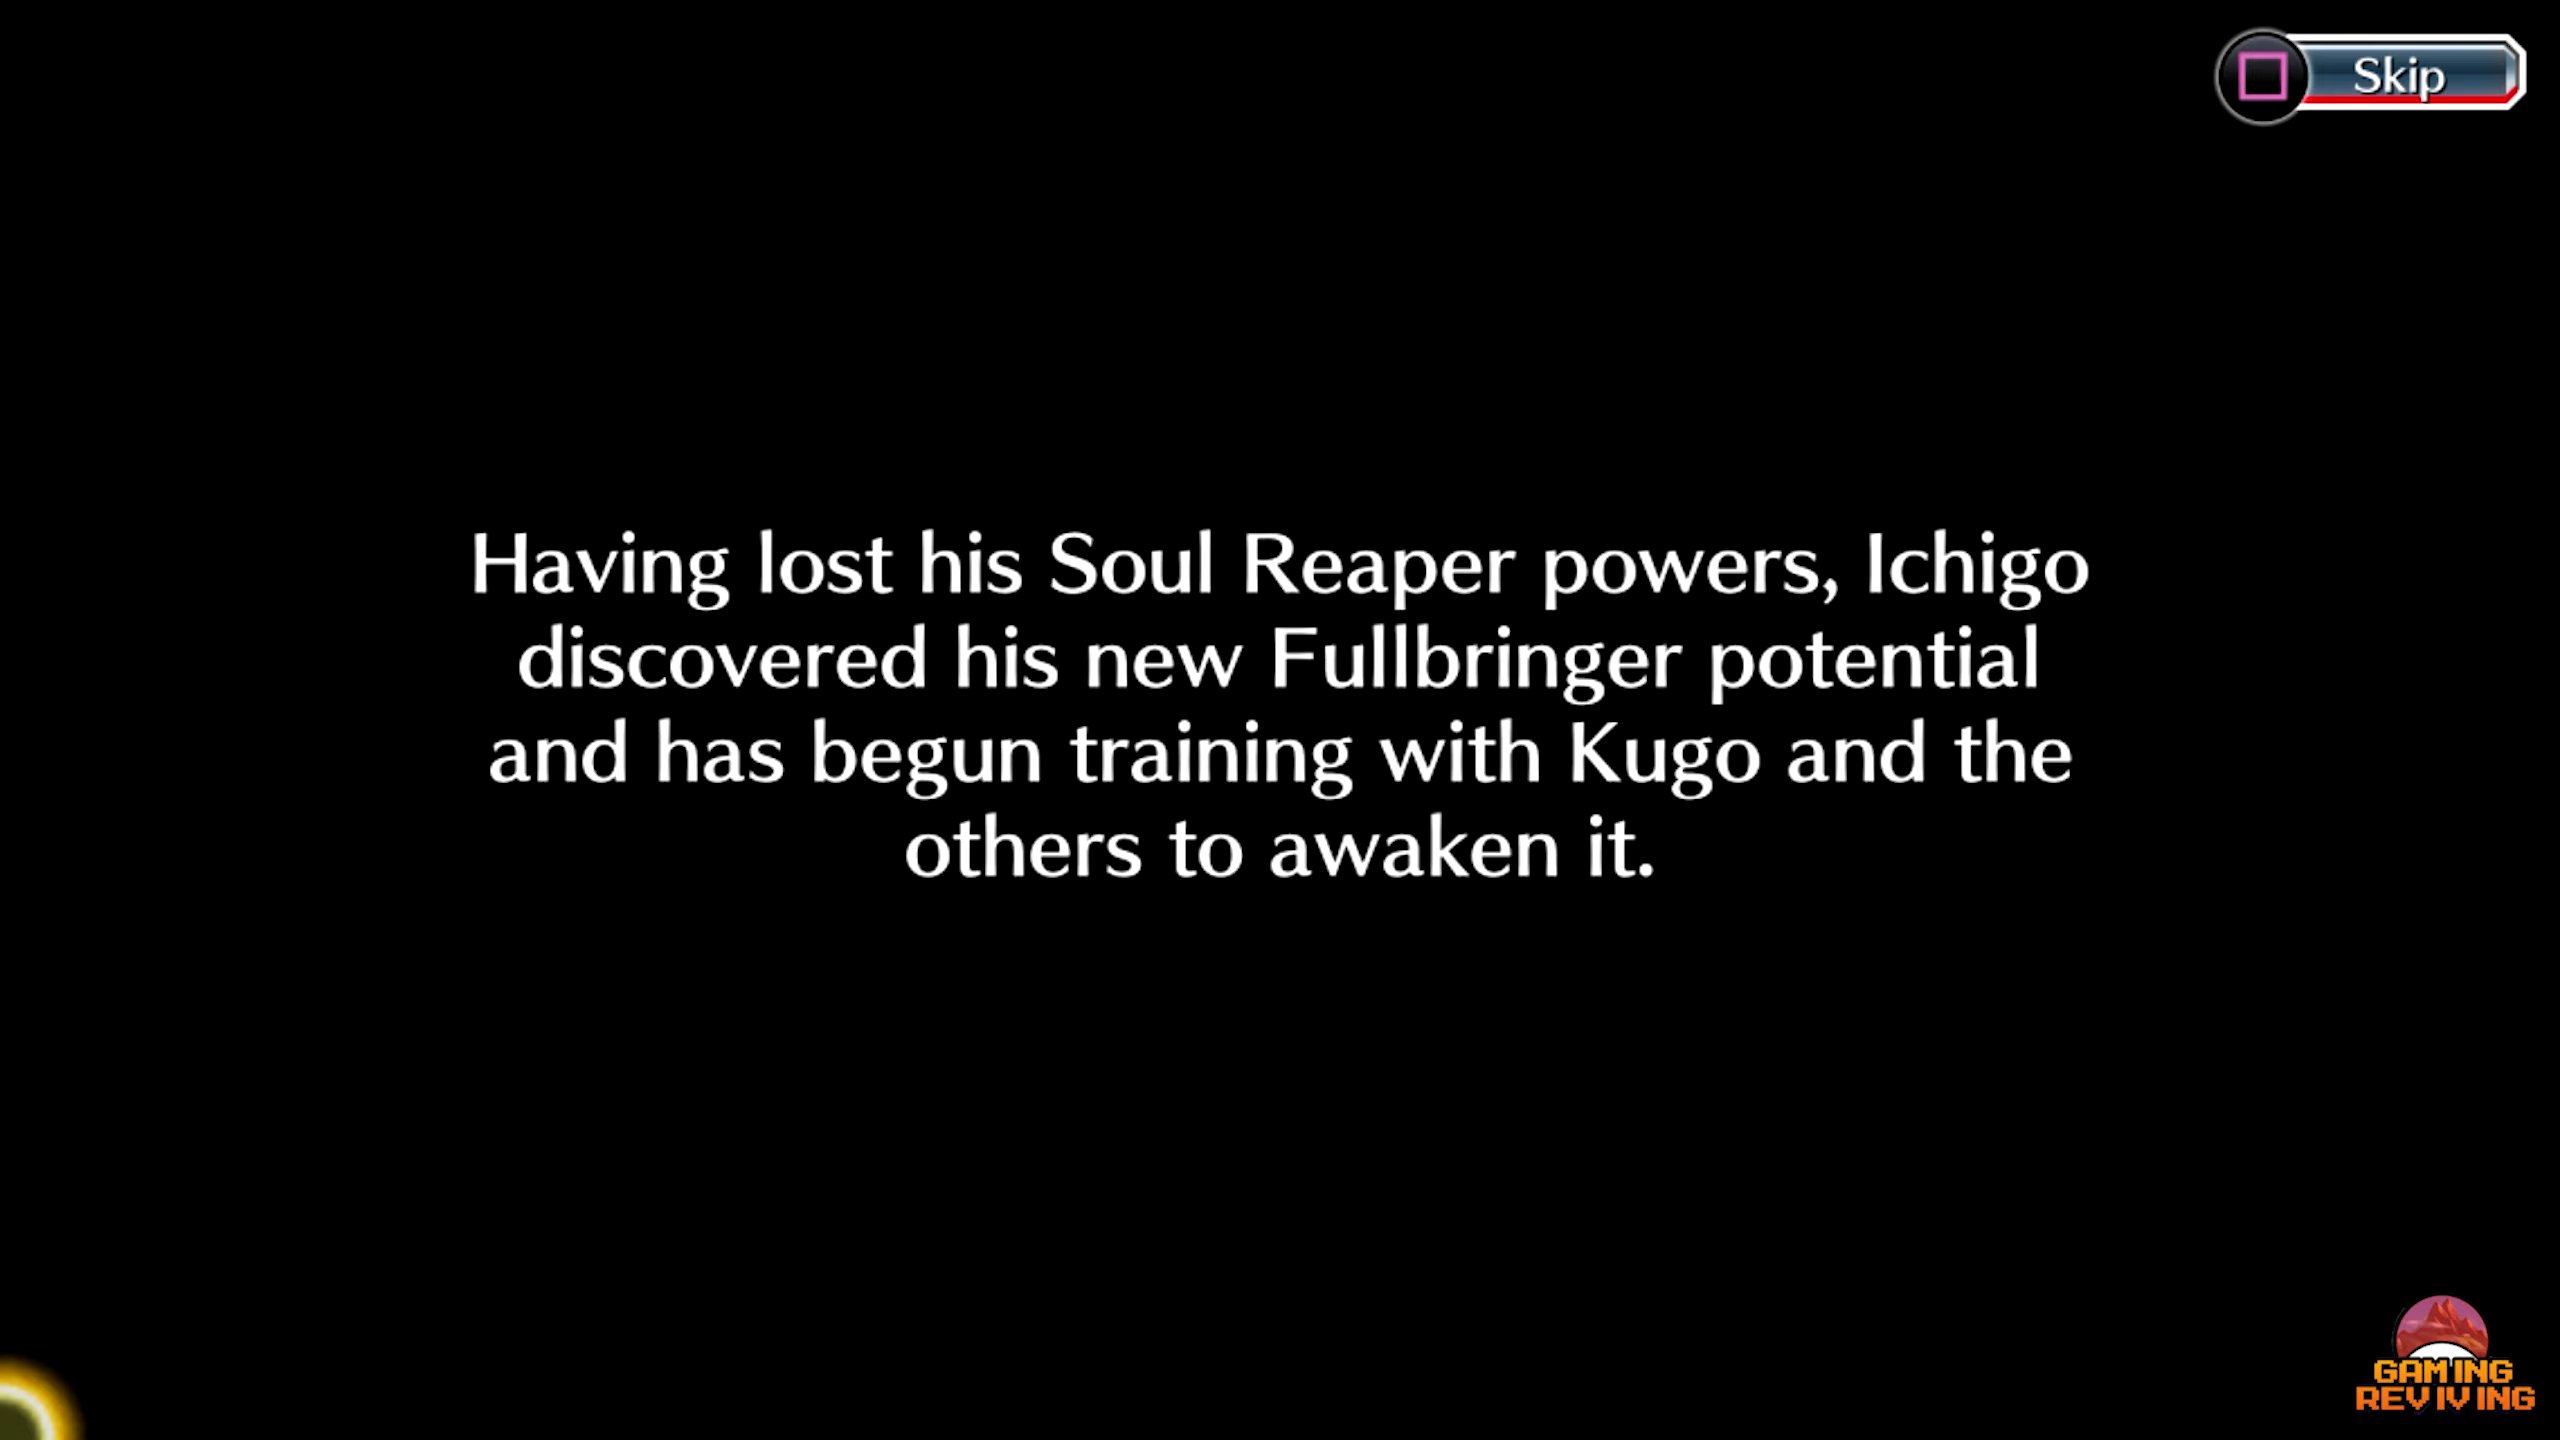 Skip
Having lost his Soul Reaper powers, Ichigo
discovered his new Fullbringer potential
and has begun training with Kugo and the
others to awaken it.
GAMING
REVIVING